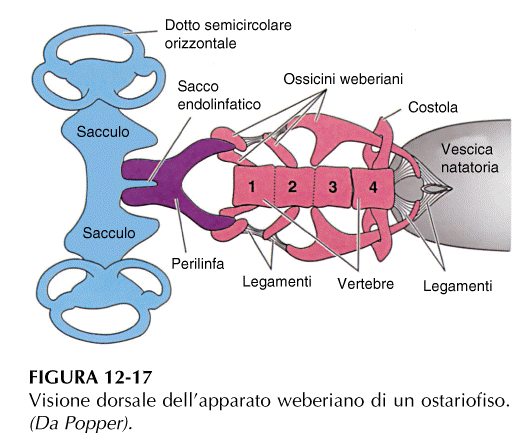 Dotto semicircolare
orizzontale
Sacco
endolinfatico
Ossicini weberiani
Costola
Sacculo
Vescica
natatoria
1 2 3 4
Sacculo
Perilinfa
Legamenti
Vertebre
Legamenti
FIGURA 12-17
Visione dorsale dell'apparato weberiano di un ostariofiso.
(Da Popper).